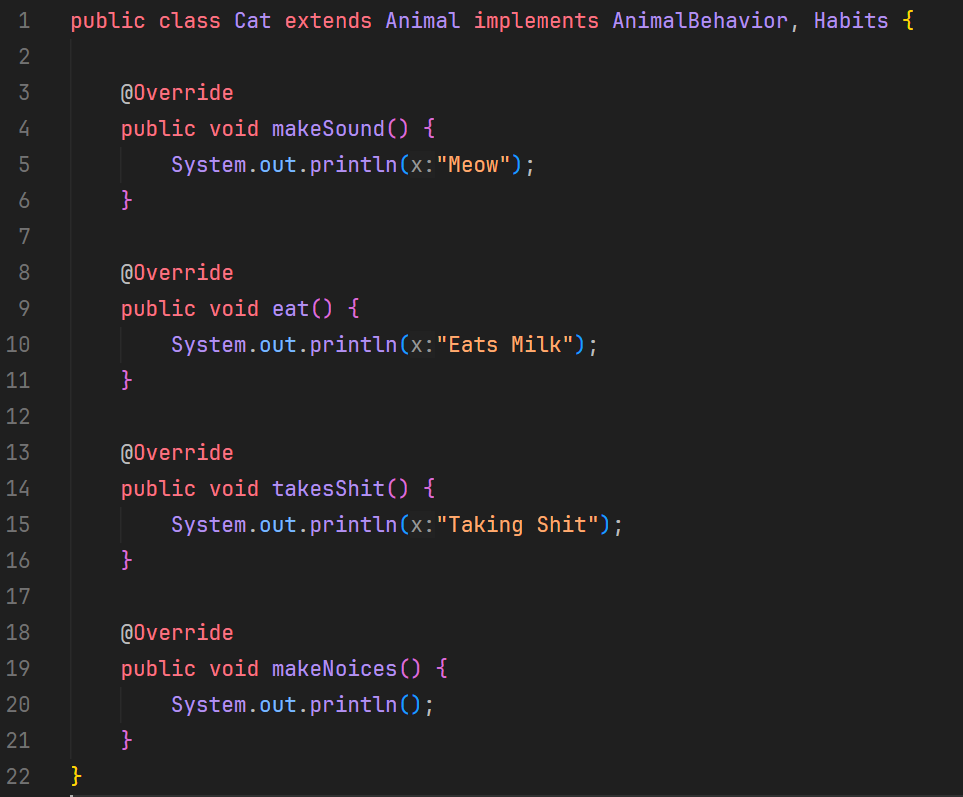 1 public class Cat extends Animal implements AnimalBehavior, Habits {
2
3 @Override
4 public void makeSound() {
5 System.out.println(x:"Meow");
6 }
7
8 @Override
9 public void eat() {
10 System.out.println(x:"Eats Milk");
11 }
12
13 @Override
14 public void takesShit() {
15 System.out.println(x:"Taking Shit");
16 }
17
18 @Override
19 public void makeNoices() {
20 System.out.println();
21 }
22 }